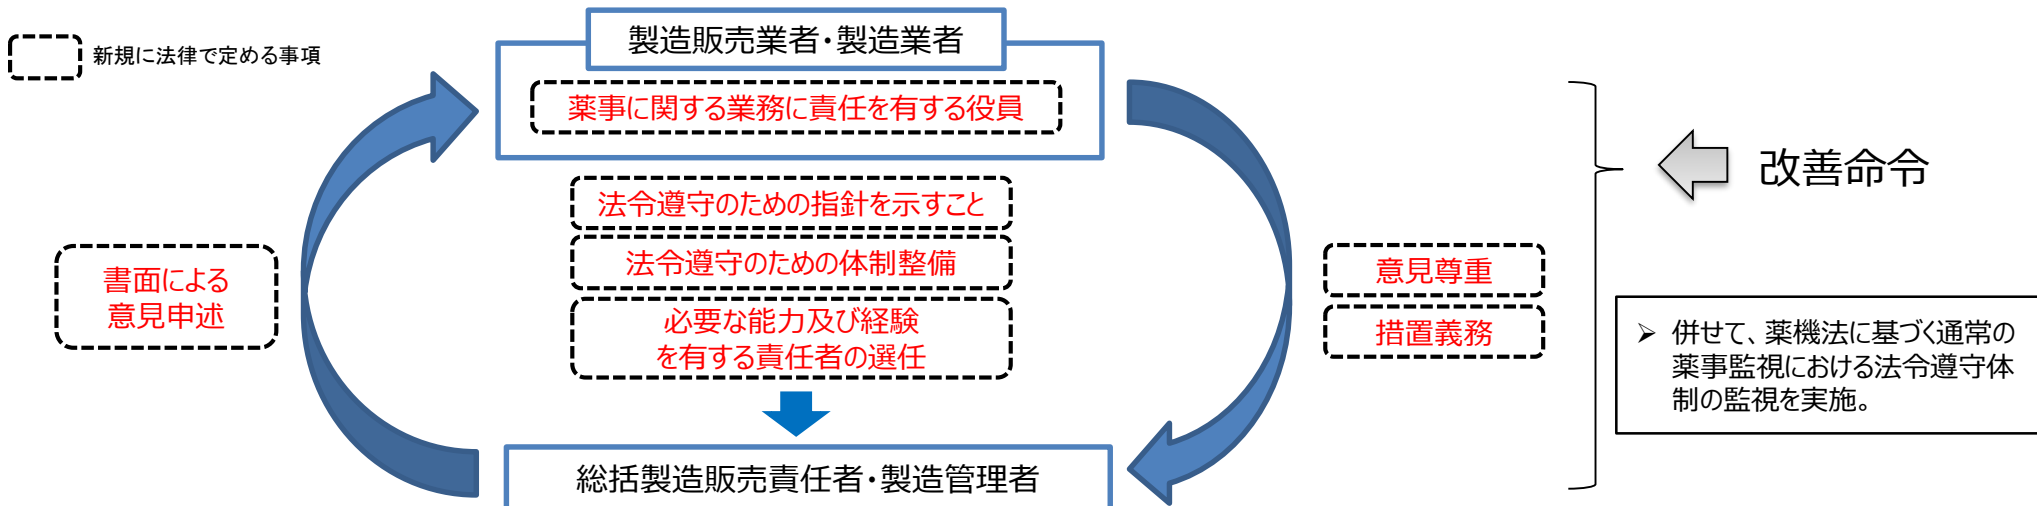 新規に法律で定める事項
製造販売業者・製造業者
薬事に関する業務に責任を有する役員
法令遵守のための指針を示すこと
法令遵守のための体制整備
必要な能力及び経験
を有する責任者の選任
総括製造販売責任者・製造管理者
書面による
意見申述
意見尊重
措置義務
改善命令
➢ 併せて、薬機法に基づく通常の
薬事監視における法令遵守体
制の監視を実施。